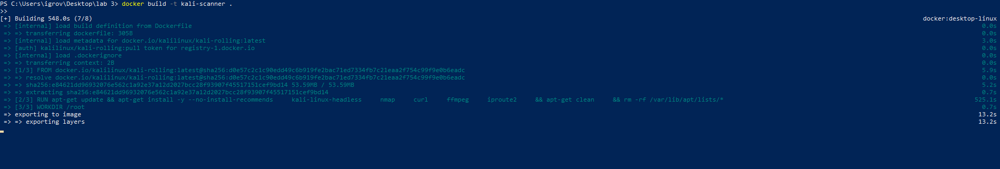 PS C:\Users\igrov\Desktop\lab 3> docker build -t kali-scanner .
>>
[+] Building 548.0s (7/8) docker:desktop-linux
=> [internal] load build definition from Dockerfile 0.0s
=> => transferring dockerfile: 305B 0.0s
=> [internal] load metadata for docker.io/kalilinux/kali-rolling:latest 3.0s
=> [auth] kalilinux/kali-rolling:pull token for registry-1.docker.io 0.0s
=> [internal] load .dockerignore 0.0s
=> => transferring context: 2B 0.0s
=> [1/3] FROM docker.io/kalilinux/kali-rolling:latest@sha256:d0e57c2c1c90edd49c6b919fe2bac71ed7334fb7c21eaa2f754c99f9e0b6eadc 5.9s
=> => resolve docker.io/kalilinux/kali-rolling:latest@sha256:d0e57c2c1c90edd49c6b919fe2bac71ed7334fb7c21eaa2f754c99f9e0b6eadc 0.0s
=> => sha256:e84621dd96932076e562c1a92e37a12d2027bcc28f93907f45517151cef9bd14 53.59MB / 53.59MB 5.2s
=> => extracting sha256:e84621dd96932076e562c1a92e37a12d2027bcc28f93907f45517151cef9bd14 0.7s
=> [2/3] RUN apt-get update && apt-get install -y --no-install-recommends     kali-linux-headless     nmap     curl     ffmpeg     iproute2     && apt-get clean     && rm -rf /var/lib/apt/lists/* 525.1s
=> [3/3] WORKDIR /root 0.7s
=> exporting to image 13.2s
=> => exporting layers 13.2s